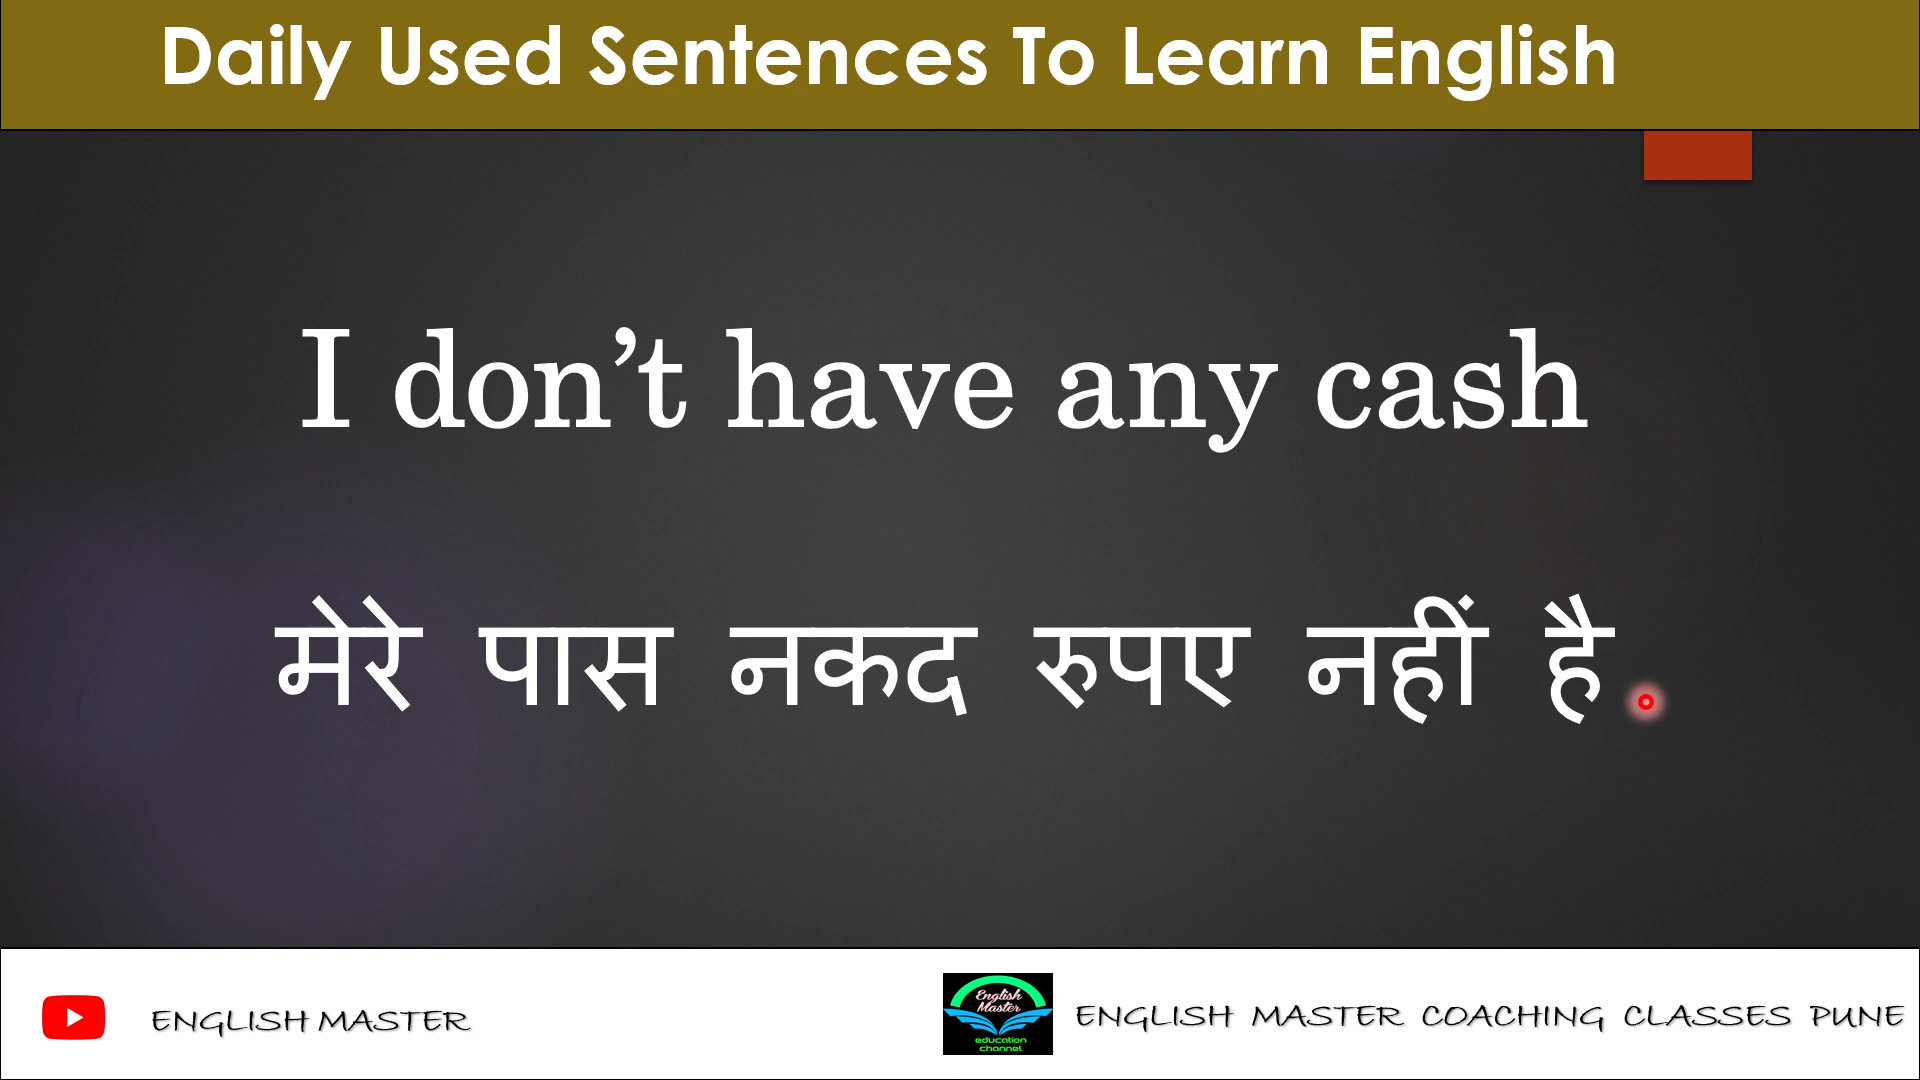 Daily Used Sentences To Learn English
I don’t have any cash
मेरे पास नकद रुपए नहीं है .
ENGLISH MASTER
English
Master
education
channel
ENGLISH MASTER COACHING CLASSES PUNE